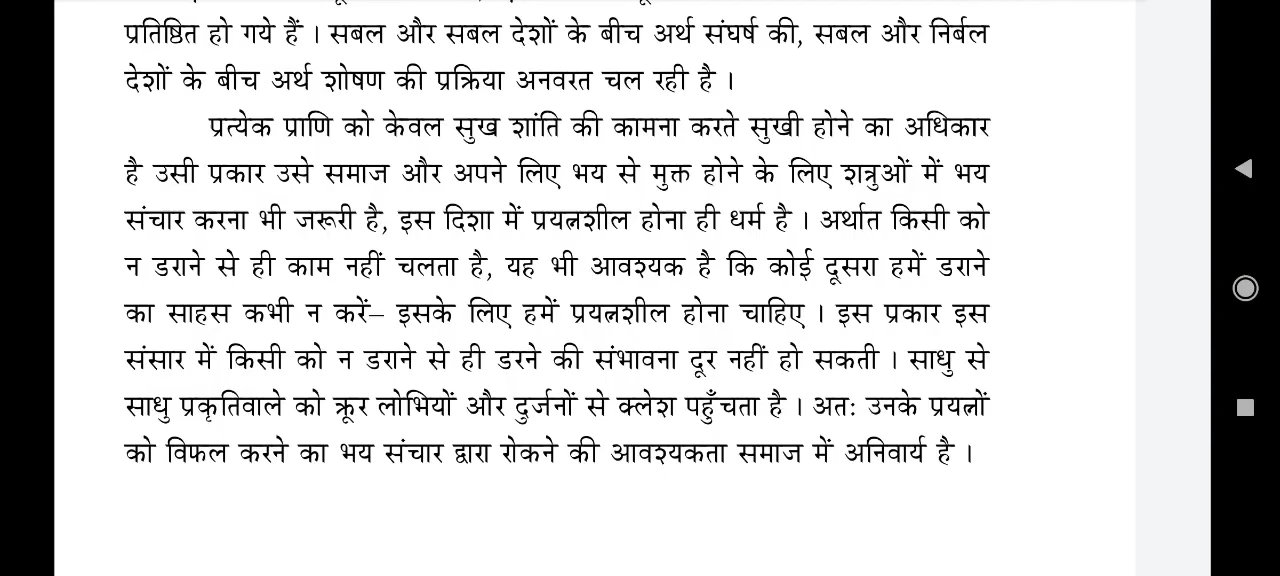 प्रतिष्ठित हो गये हैं । सबल और सबल देशों के बीच अर्थ संघर्ष की, सबल और निर्बल
देशों के बीच अर्थ शोषण की प्रक्रिया अनवरत चल रही है ।
प्रत्येक प्राणि को केवल सुख शांति की कामना करते सुखी होने का अधिकार
है उसी प्रकार उसे समाज और अपने लिए भय से मुक्त होने के लिए शत्रुओं में भय
संचार करना भी जरूरी है, इस दिशा में प्रयत्नशील होना ही धर्म है । अर्थात किसी को
न डराने से ही काम नहीं चलता है, यह भी आवश्यक है कि कोई दूसरा हमें डराने
का साहस कभी न करें– इसके लिए हमें प्रयत्नशील होना चाहिए । इस प्रकार इस
संसार में किसी को न डराने से ही डरने की संभावना दूर नहीं हो सकती । साधु से
साधु प्रकृतिवाले को क्रूर लोभियों और दुर्जनों से क्लेश पहुँचता है । अतः उनके प्रयत्नों
को विफल करने का भय संचार द्वारा रोकने की आवश्यकता समाज में अनिवार्य है ।